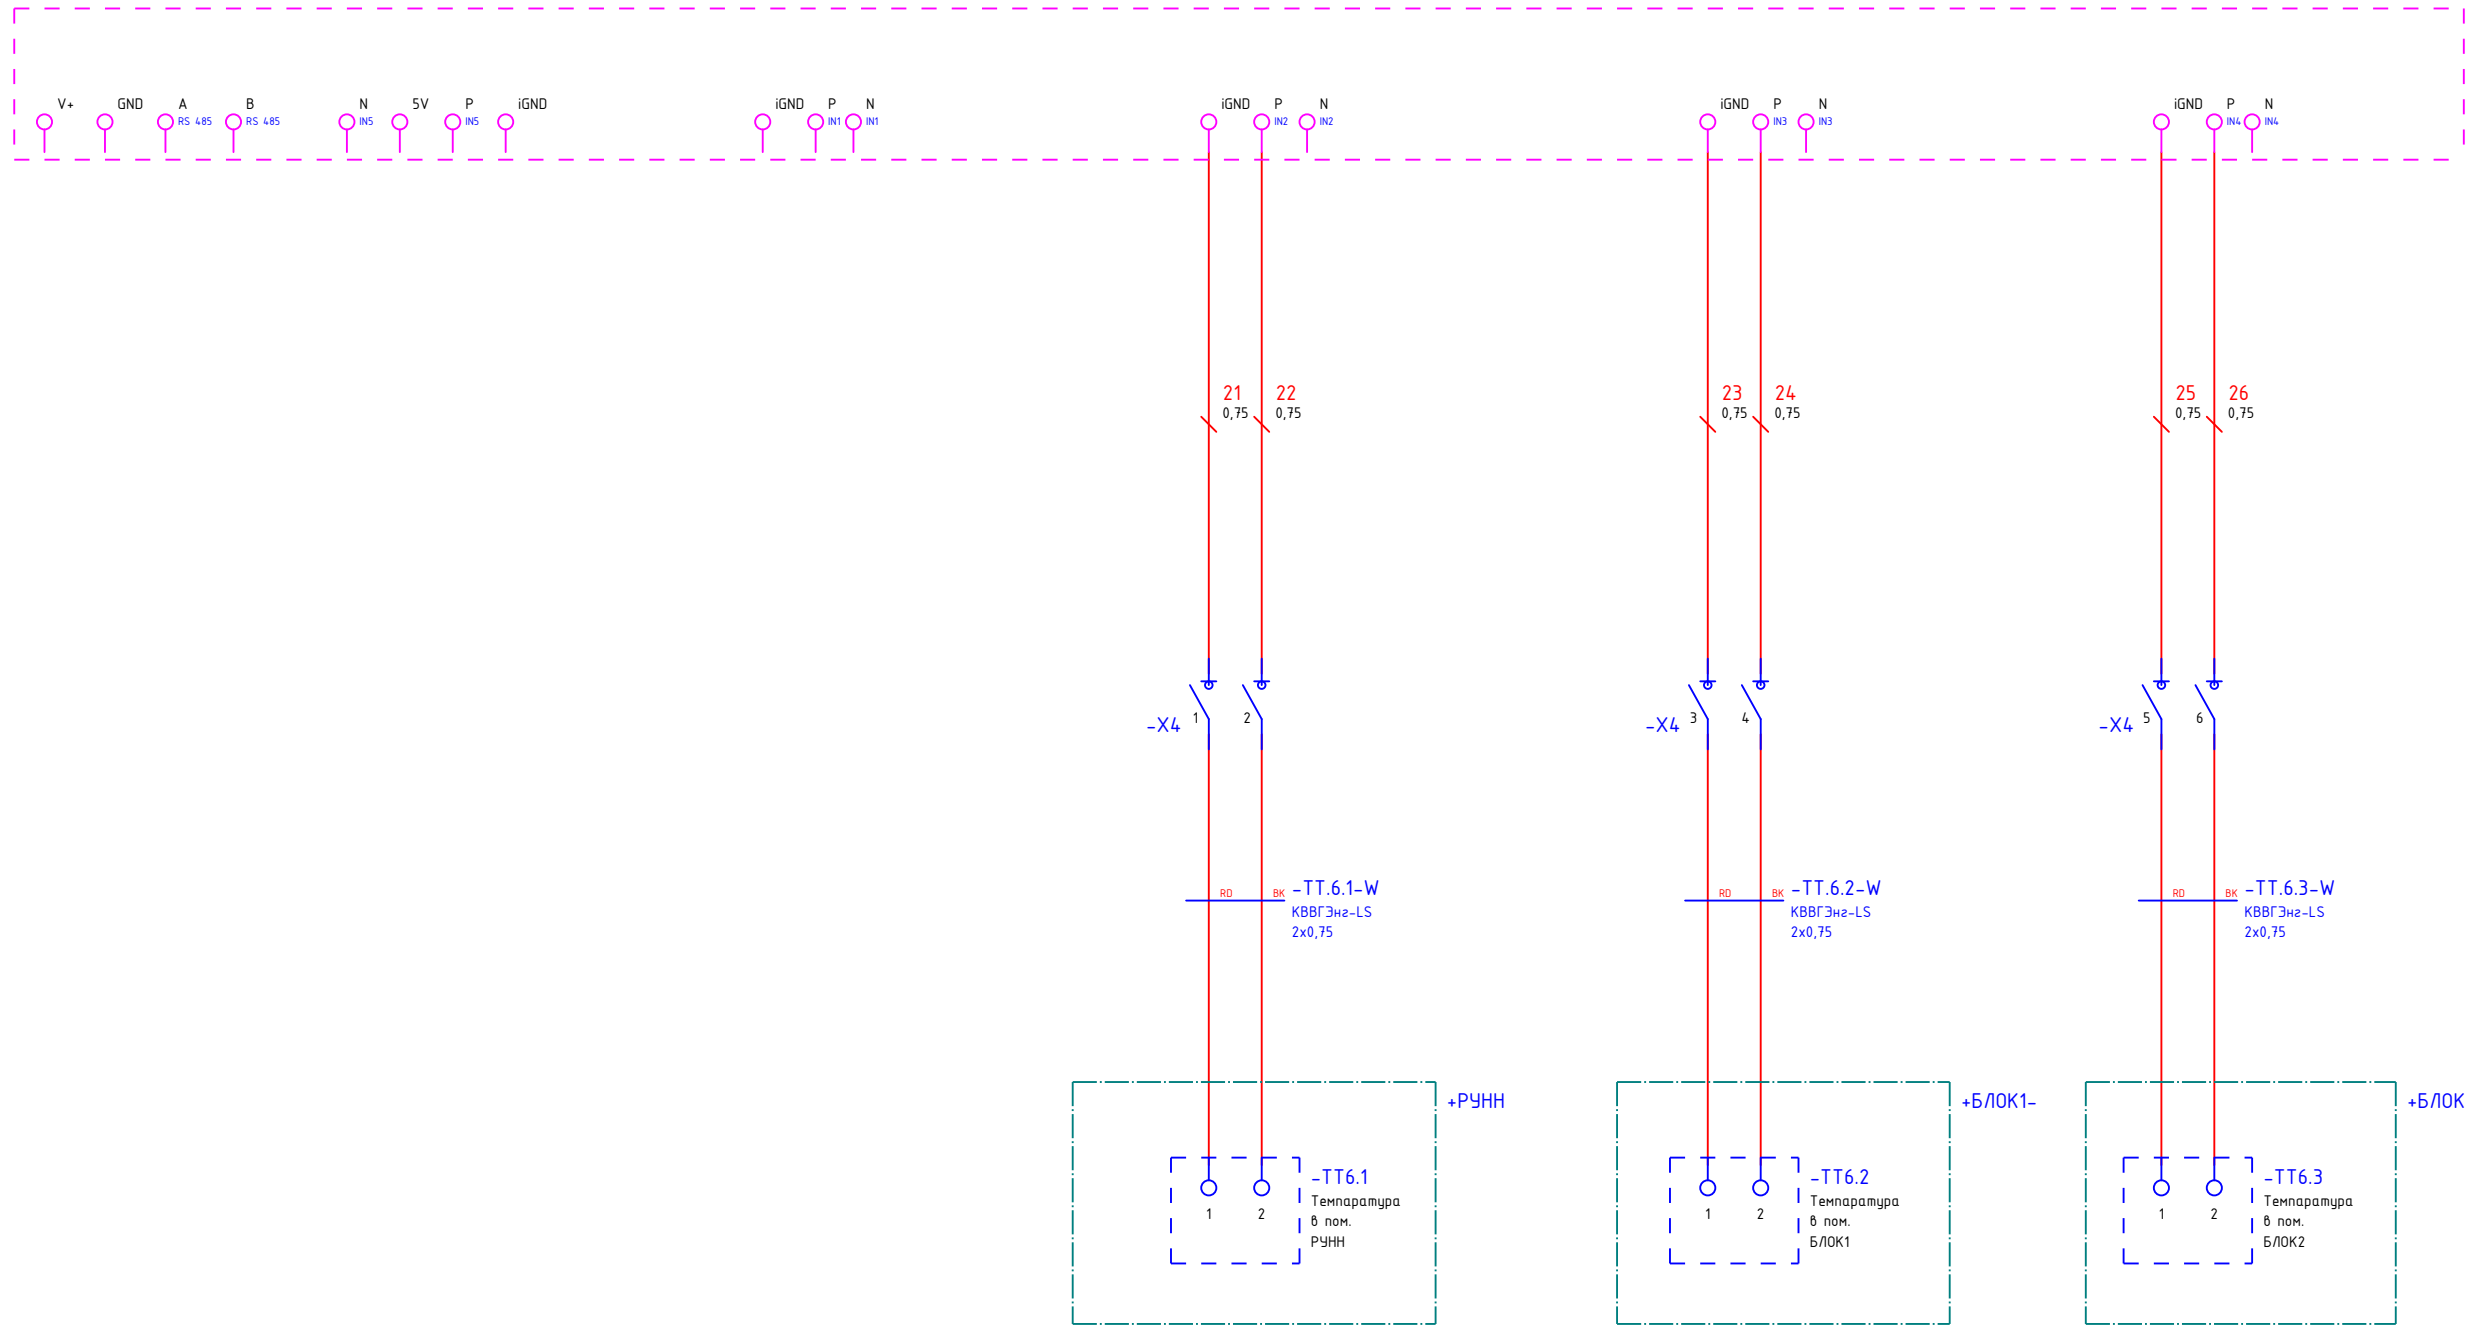 V+ GND A B N 5V P iGND iGND P N iGND P N iGND P N iGND P N
RS 485 RS 485 IN5 IN5 IN1 IN1 IN2 IN2 IN3 IN3 IN4 IN4
21 22 23 24 25 26
0,75 0,75 0,75 0,75 0,75 0,75
-X4 1 2 -X4 3 4 -X4 5 6
RD BK -TT.6.1-W RD BK -TT.6.2-W RD BK -TT.6.3-W
КВВГЭнг-LS КВВГЭнг-LS КВВГЭнг-LS
2x0,75 2x0,75 2x0,75
+РУНН +БЛОК1- +БЛОК
-TT6.1 -TT6.2 -TT6.3
Темпаратура Темпаратура Темпаратура
1 2 в пом. 1 2 в пом. 1 2 в пом.
РУНН БЛОК1 БЛОК2